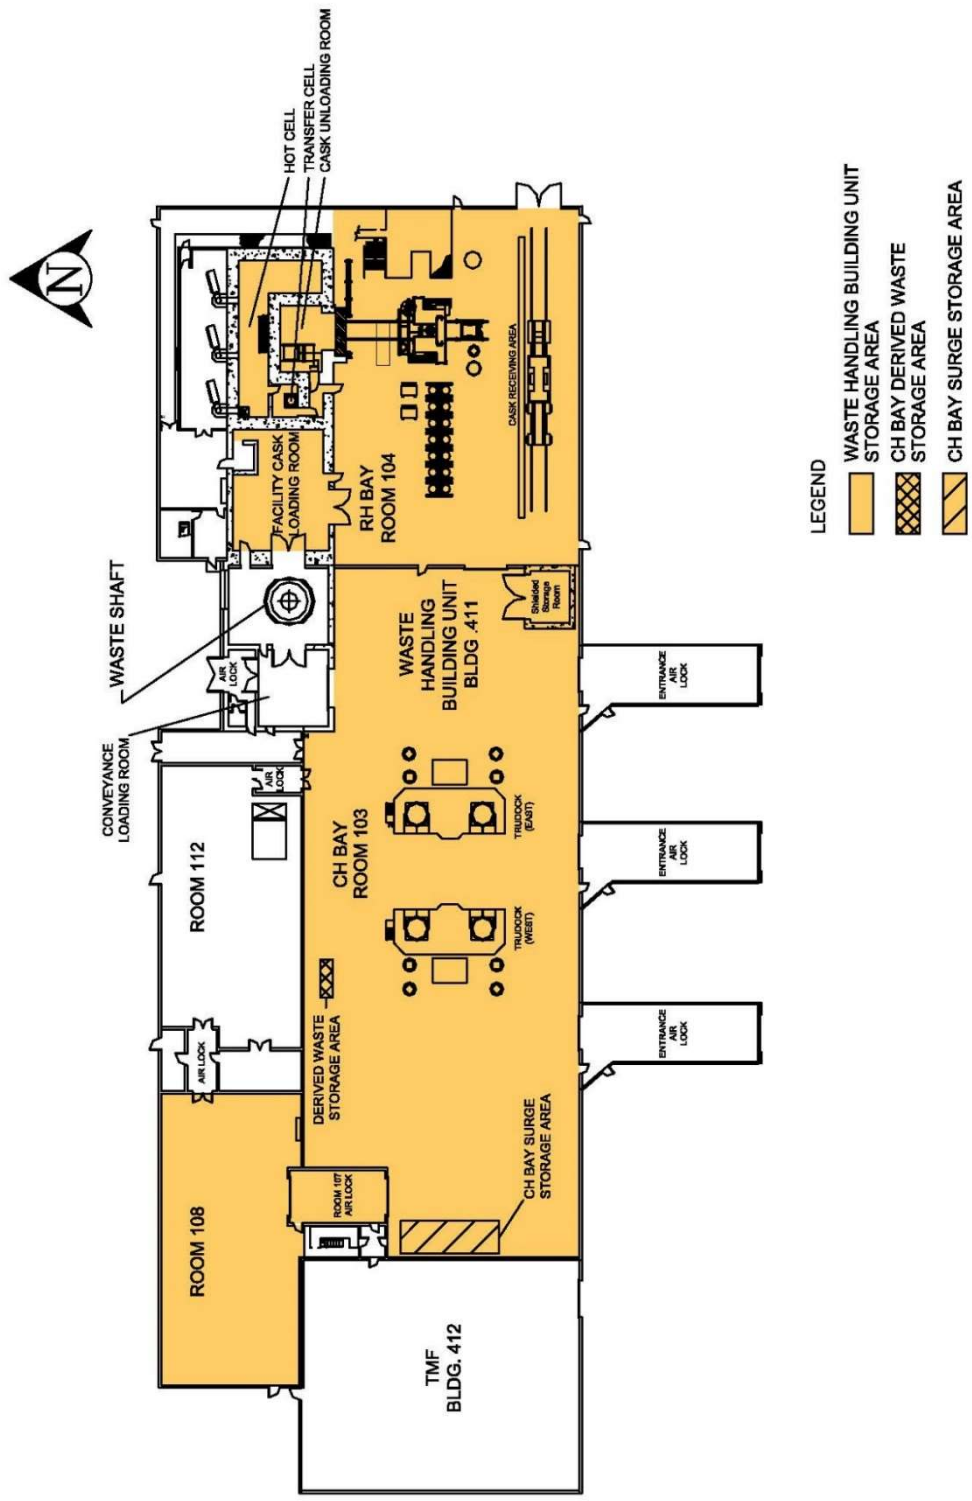 N
HOT CELL
TRANSFER CELL
CASK UNLOADING ROOM
WASTE SHAFT
CONVEYANCE
LOADING ROOM
AIR
LOCK
FACILITY CASK
LOADING ROOM
RH BAY
ROOM 104
CASK RECEIVING AREA
ROOM 112
AIR
LOCK
AIR LOCK
WASTE
HANDLING
BUILDING UNIT
BLDG .411
Shielded
Storage
Room
CH BAY
ROOM 103
TRUDOCK
(EAST)
TRUDOCK
(WEST)
DERIVED WASTE
STORAGE AREA
ROOM 108
ROOM 107
AIR LOCK
CH BAY SURGE
STORAGE AREA
TMF
BLDG. 412
ENTRANCE
AIR
LOCK
ENTRANCE
AIR
LOCK
ENTRANCE
AIR
LOCK
LEGEND
WASTE HANDLING BUILDING UNIT
STORAGE AREA
CH BAY DERIVED WASTE
STORAGE AREA
CH BAY SURGE STORAGE AREA